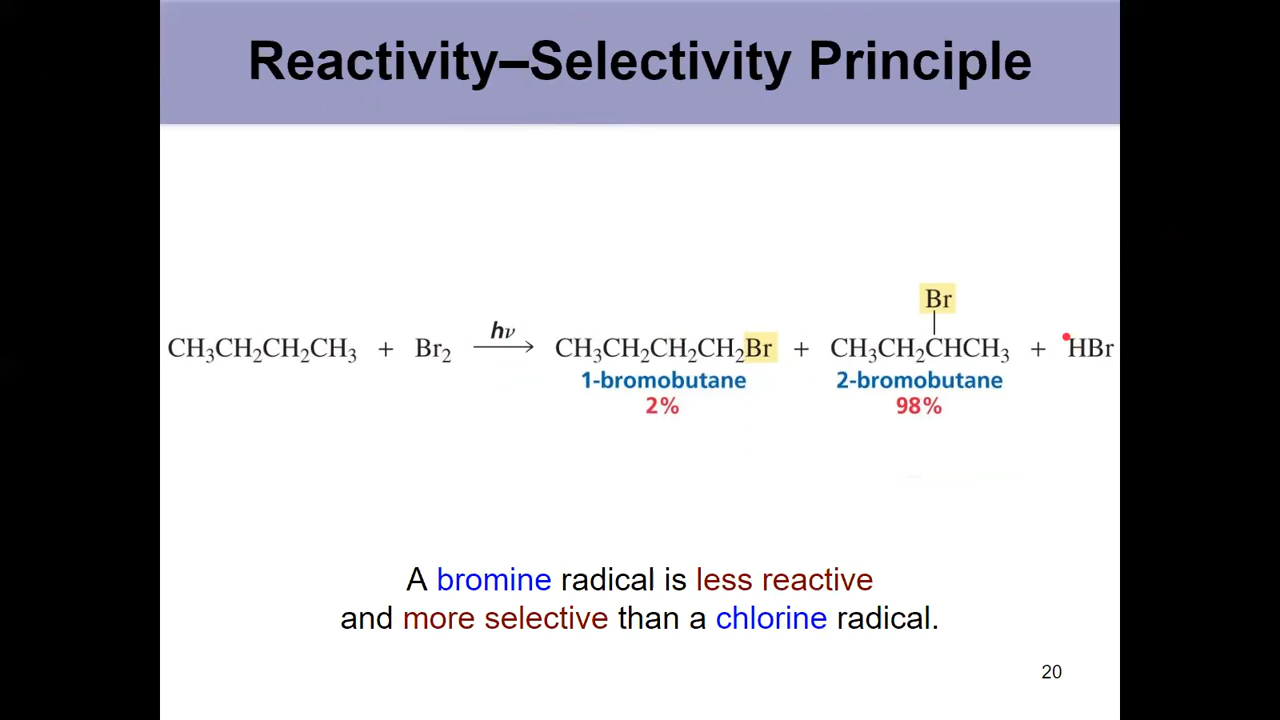 Reactivity–Selectivity Principle
Br
CH₃CH₂CH₂CH₃ + Br₂ hν → CH₃CH₂CH₂CH₂Br + CH₃CH₂CHCH₃ + HBr
1-bromobutane 2-bromobutane
2% 98%
A bromine radical is less reactive
and more selective than a chlorine radical.
20